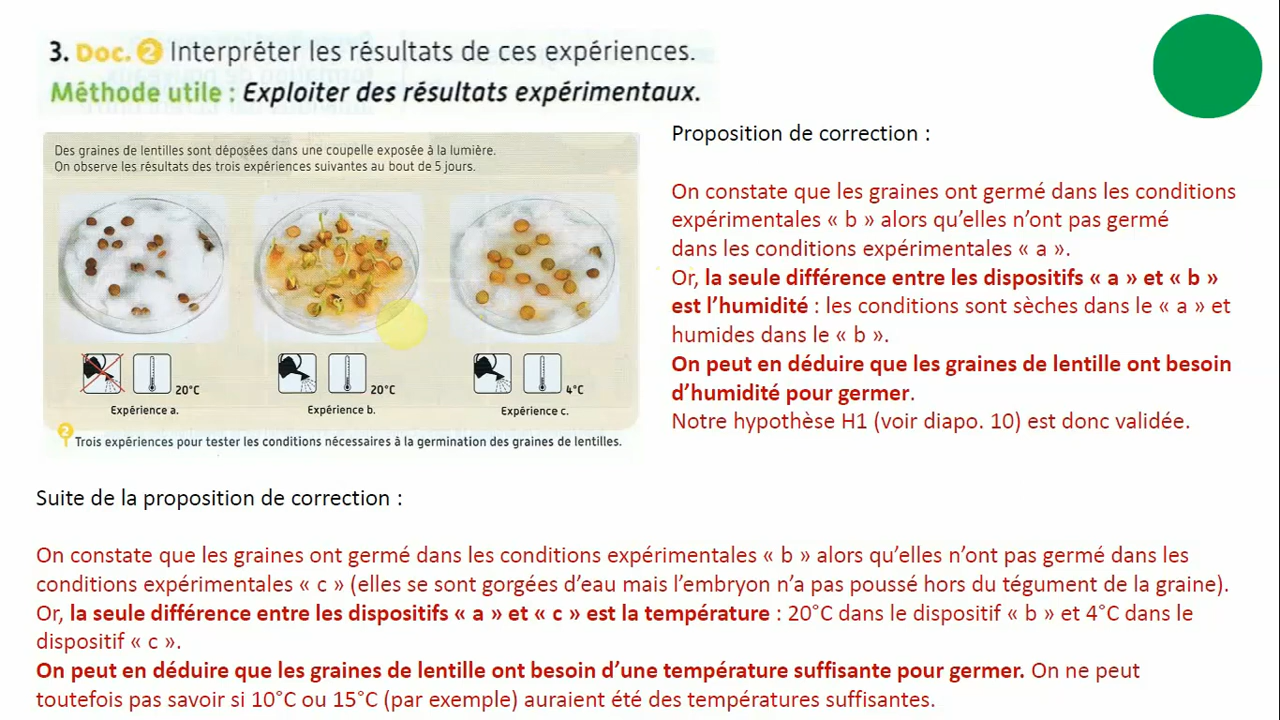 3. Doc. 2 Interpréter les résultats de ces expériences.
Méthode utile : Exploiter des résultats expérimentaux.
Des graines de lentilles sont déposées dans une coupelle exposée à la lumière.
On observe les résultats des trois expériences suivantes au bout de 5 jours.
20°C
Expérience a.
20°C
Expérience b.
4°C
Expérience c.
2 Trois expériences pour tester les conditions nécessaires à la germination des graines de lentilles.
Proposition de correction :
On constate que les graines ont germé dans les conditions
expérimentales « b » alors qu’elles n’ont pas germé
dans les conditions expérimentales « a ».
Or, la seule différence entre les dispositifs « a » et « b »
est l’humidité : les conditions sont sèches dans le « a » et
humides dans le « b ».
On peut en déduire que les graines de lentille ont besoin
d’humidité pour germer.
Notre hypothèse H1 (voir diapo. 10) est donc validée.
Suite de la proposition de correction :
On constate que les graines ont germé dans les conditions expérimentales « b » alors qu’elles n’ont pas germé dans les
conditions expérimentales « c » (elles se sont gorgées d’eau mais l’embryon n’a pas poussé hors du tégument de la graine).
Or, la seule différence entre les dispositifs « a » et « c » est la température : 20°C dans le dispositif « b » et 4°C dans le
dispositif « c ».
On peut en déduire que les graines de lentille ont besoin d’une température suffisante pour germer. On ne peut
toutefois pas savoir si 10°C ou 15°C (par exemple) auraient été des températures suffisantes.